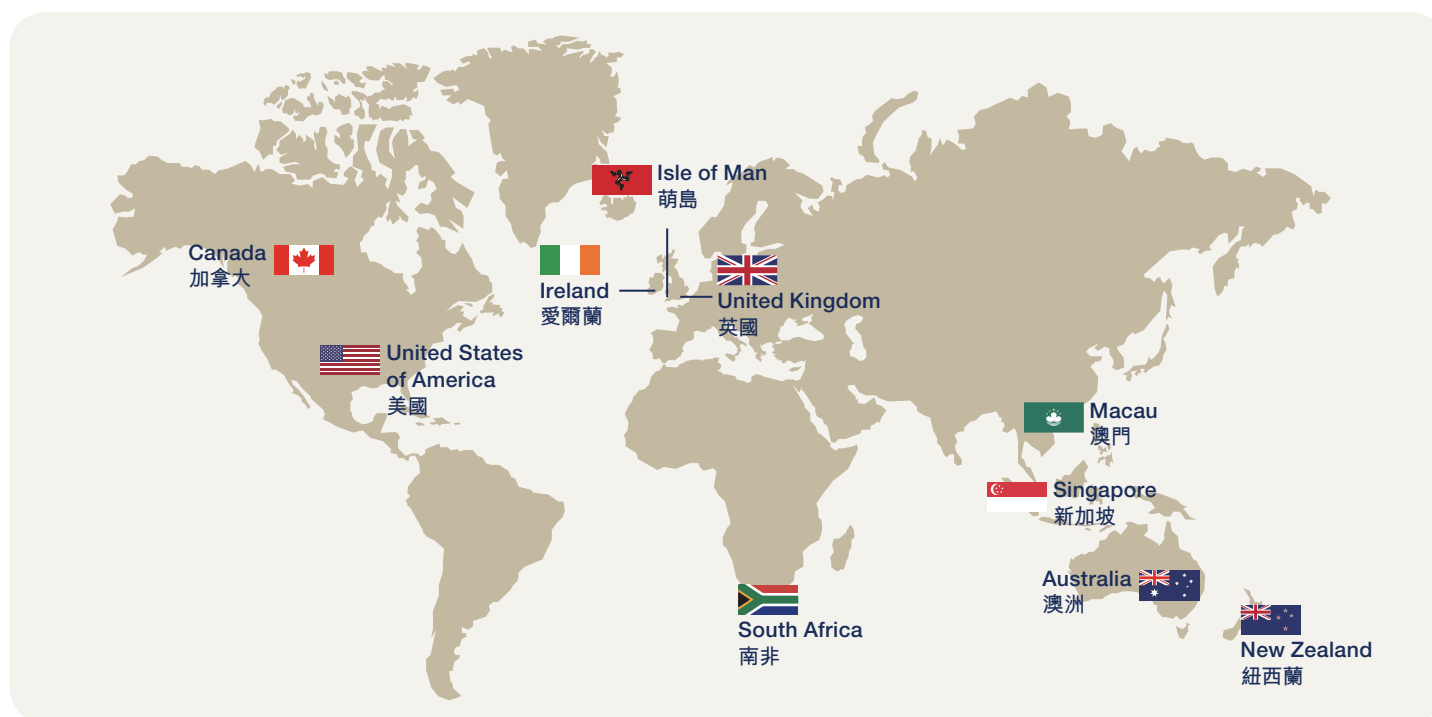 Isle of Man
萌島
Canada
加拿大
Ireland
愛爾蘭
United Kingdom
英國
United States
of America
美國
Macau
澳門
Singapore
新加坡
Australia
澳洲
South Africa
南非
New Zealand
紐西蘭